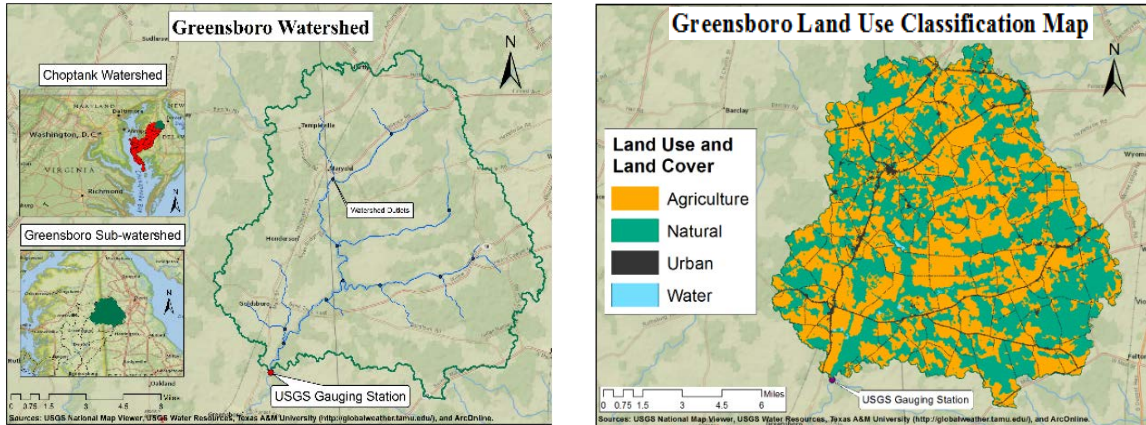 Greensboro Watershed
N
Choptank Watershed
MARYLAND
Washington, D.C.
VIRGINIA
Richmond
Greensboro Sub-watershed
Oakland
Templeville
Marydel
Watershed Outlets
Henderson
Goldsboro
USGS Gauging Station
0 0.75 1.5 3 4.5 6
Miles
Sources: USGS National Map Viewer, USGS Water Resources, Texas A&M University (http://globalweather.tamu.edu/), and ArcOnline.
Greensboro Land Use Classification Map
N
Barclay
Land Use and
Land Cover
Agriculture
Natural
Urban
Water
USGS Gauging Station
0 0.75 1.5 3 4.5 6
Miles
Sources: USGS National Map Viewer, USGS Water Resources, Texas A&M University (http://globalweather.tamu.edu/), and ArcOnline.